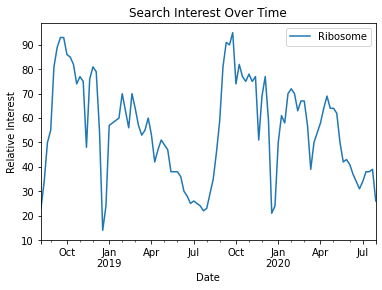 Search Interest Over Time
Ribosome
90
80
70
60
50
40
30
20
10
Relative Interest
Oct
Jan
2019
Apr
Jul
Oct
Jan
2020
Apr
Jul
Date